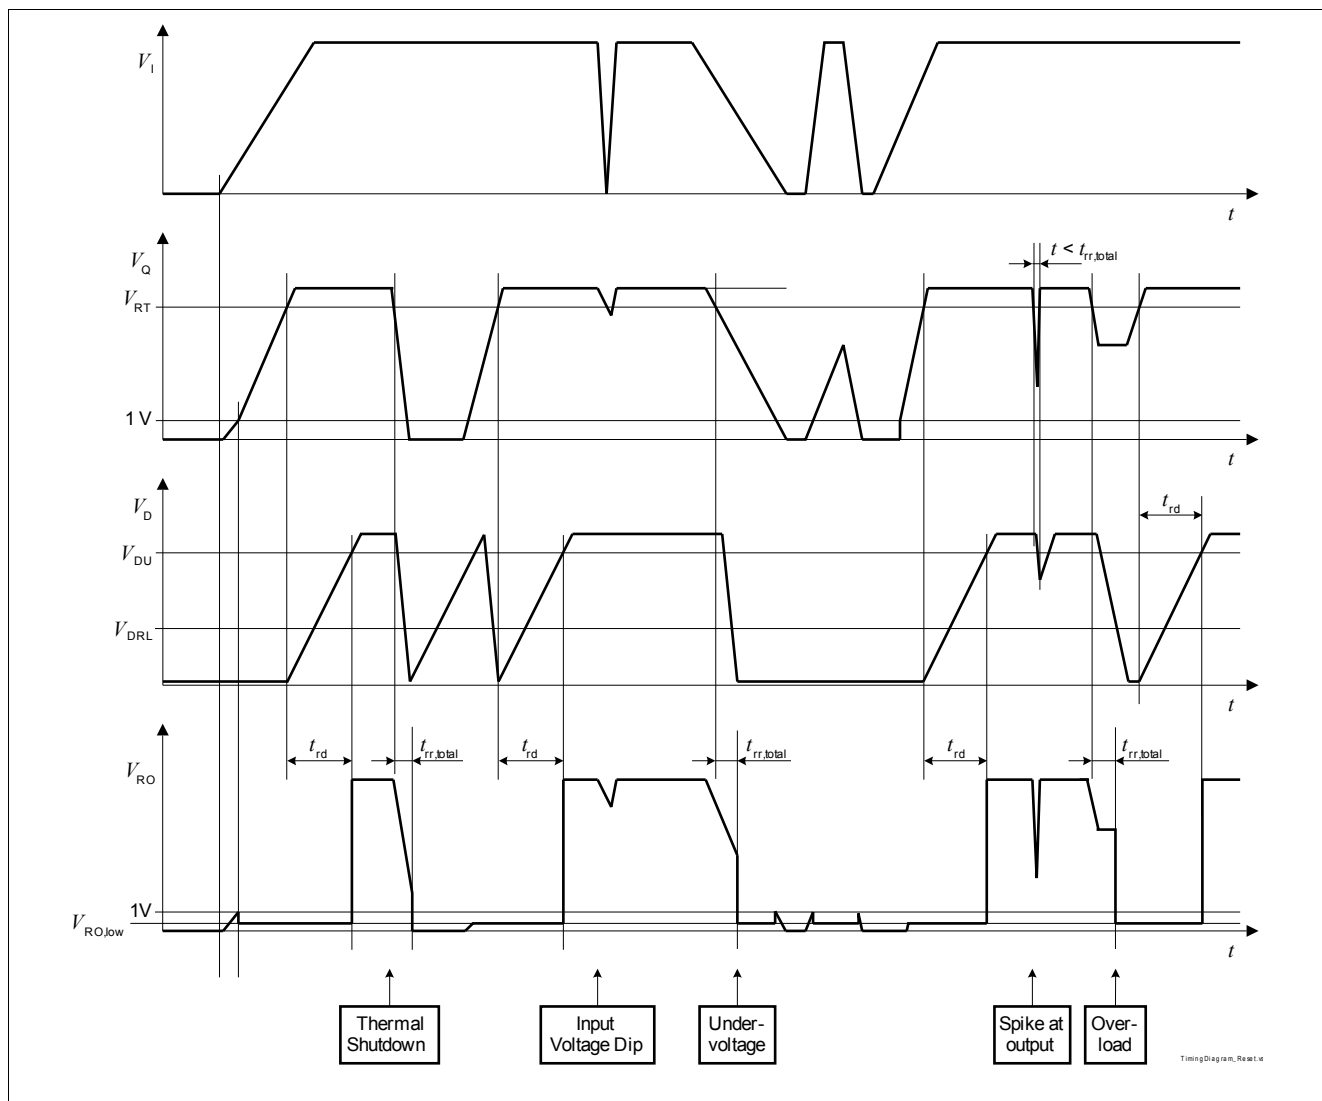 V_I
t
V_Q
t < t_rr,total
V_RT
1 V
t
V_D
t_rd
V_DU
V_DRL
t
t_rd
t_rr,total
t_rd
t_rr,total
t_rd
t_rr,total
V_RO
1V
V_RO,low
t
Thermal
Shutdown
Input
Voltage Dip
Under-
voltage
Spike at
output
Over-
load
TimingDiagram_Reset.vs